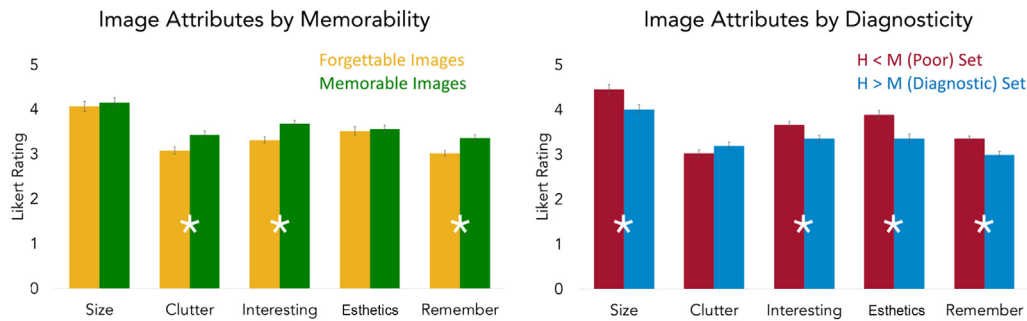 Image Attributes by Memorability
Forgettable Images
Memorable Images
Likert Rating
5
4
3
2
1
0
Size Clutter Interesting Esthetics Remember
Image Attributes by Diagnosticity
H < M (Poor) Set
H > M (Diagnostic) Set
Likert Rating
5
4
3
2
1
0
Size Clutter Interesting Esthetics Remember